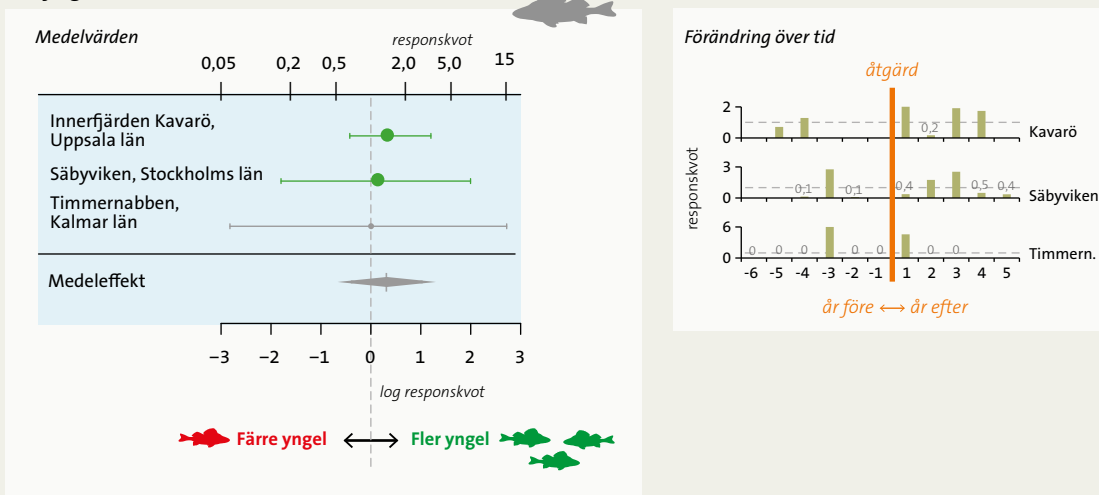 Medelvärden
responskvot
0,05 0,2 0,5 2,0 5,0 15
Innerfjärden Kavarö,
Uppsala län
Säbyviken, Stockholms län
Timmernabben,
Kalmar län
Medeleffekt
−3 −2 −1 0 1 2 3
log responskvot
Färre yngel Fler yngel
Förändring över tid
åtgärd
responskvot
2
0,2
0
Kavarö
3
0,1 0,1 0,4 0,5 0,4
0
Säbyviken
6
0 0 0 0 0 0 0
0
Timmern.
-6 -5 -4 -3 -2 -1 1 2 3 4 5
år före ↔ år efter